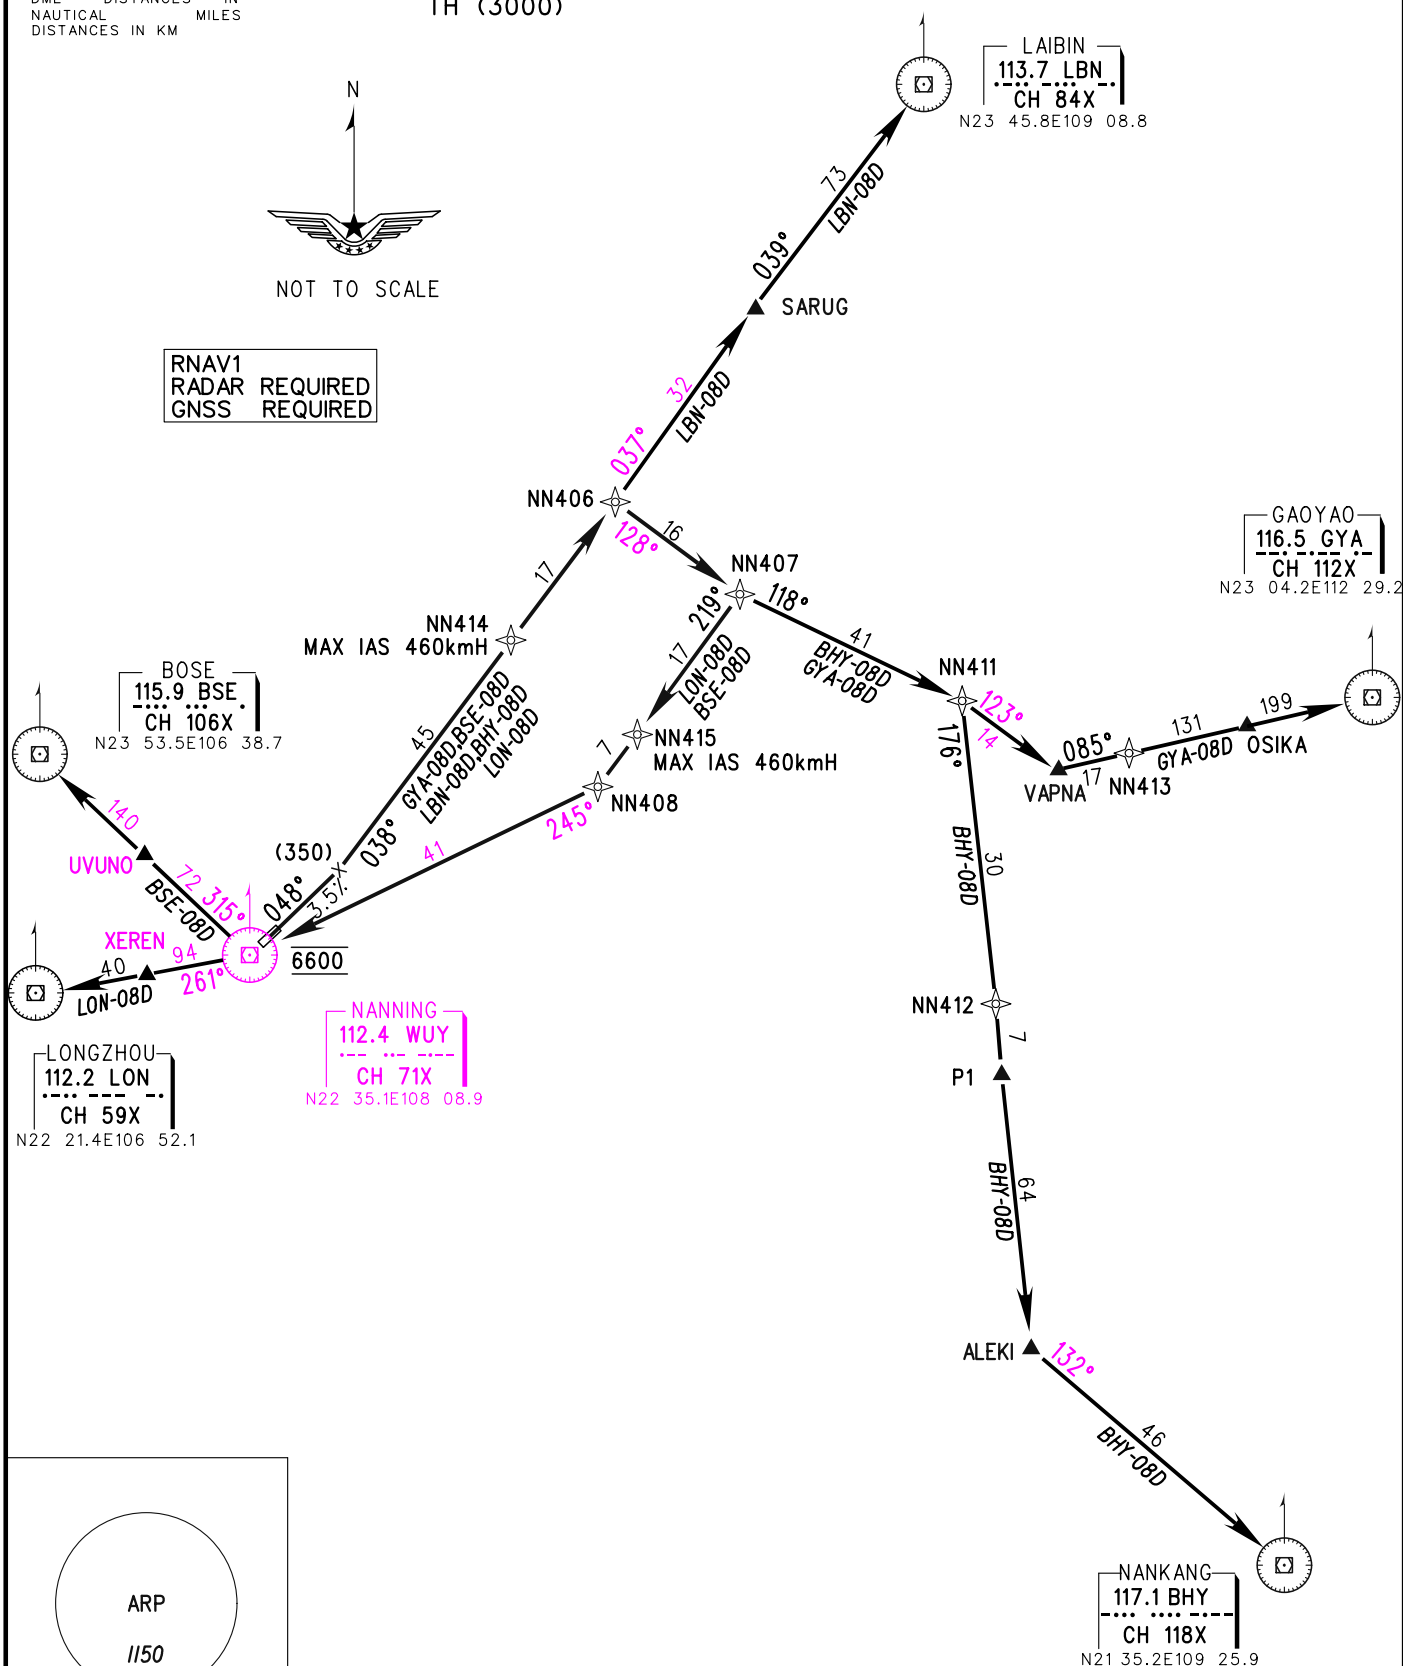 DME DISTANCES IN
NAUTICAL MILES
DISTANCES IN KM
TH (3000)
N
NOT TO SCALE
RNAV1
RADAR REQUIRED
GNSS REQUIRED
LAIBIN
113.7 LBN
CH 84X
N23 45.8E109 08.8
73
LBN-08D
039°
SARUG
32
LBN-08D
037°
NN406
128°
16
NN407
17
NN414
MAX IAS 460kmH
219°
118°
17
LON-08D
BSE-08D
41
BHY-08D
GYA-08D
GAOYAO
116.5 GYA
CH 112X
N23 04.2E112 29.2
NN411
123°
14
176°
VAPNA
085°
17
NN413
131
GYA-08D
OSIKA
199
BOSE
115.9 BSE
CH 106X
N23 53.5E106 38.7
45
GYA-08D,BSE-08D
LBN-08D,BHY-08D
LON-08D
NN415
MAX IAS 460kmH
7
NN408
245°
41
038°
(350)
048°
3.5%
140
UVUNO
72
315°
BSE-08D
XEREN
94
40
261°
LON-08D
6600
NANNING
112.4 WUY
CH 71X
N22 35.1E108 08.9
LONGZHOU
112.2 LON
CH 59X
N22 21.4E106 52.1
30
BHY-08D
NN412
7
P1
64
BHY-08D
ALEKI
132°
46
BHY-08D
NANKANG
117.1 BHY
CH 118X
N21 35.2E109 25.9
ARP
1150